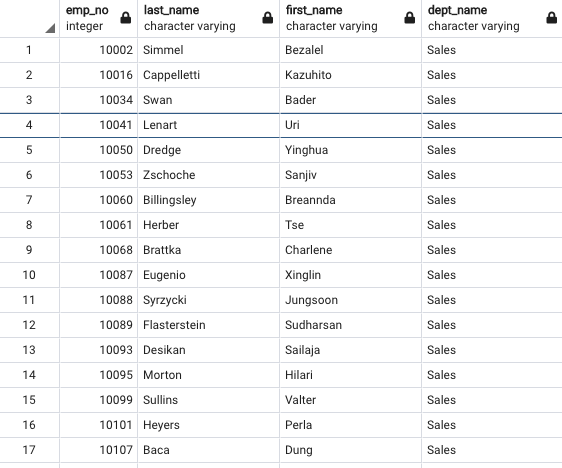 emp_no last_name first_name dept_name
integer character varying character varying character varying
1 10002 Simmel Bezalel Sales
2 10016 Cappelletti Kazuhito Sales
3 10034 Swan Bader Sales
4 10041 Lenart Uri Sales
5 10050 Dredge Yinghua Sales
6 10053 Zschoche Sanjiv Sales
7 10060 Billingsley Breannda Sales
8 10061 Herber Tse Sales
9 10068 Brattka Charlene Sales
10 10087 Eugenio Xinglin Sales
11 10088 Syrzycki Jungsoon Sales
12 10089 Flasterstein Sudharsan Sales
13 10093 Desikan Sailaja Sales
14 10095 Morton Hilari Sales
15 10099 Sullins Valter Sales
16 10101 Heyers Perla Sales
17 10107 Baca Dung Sales